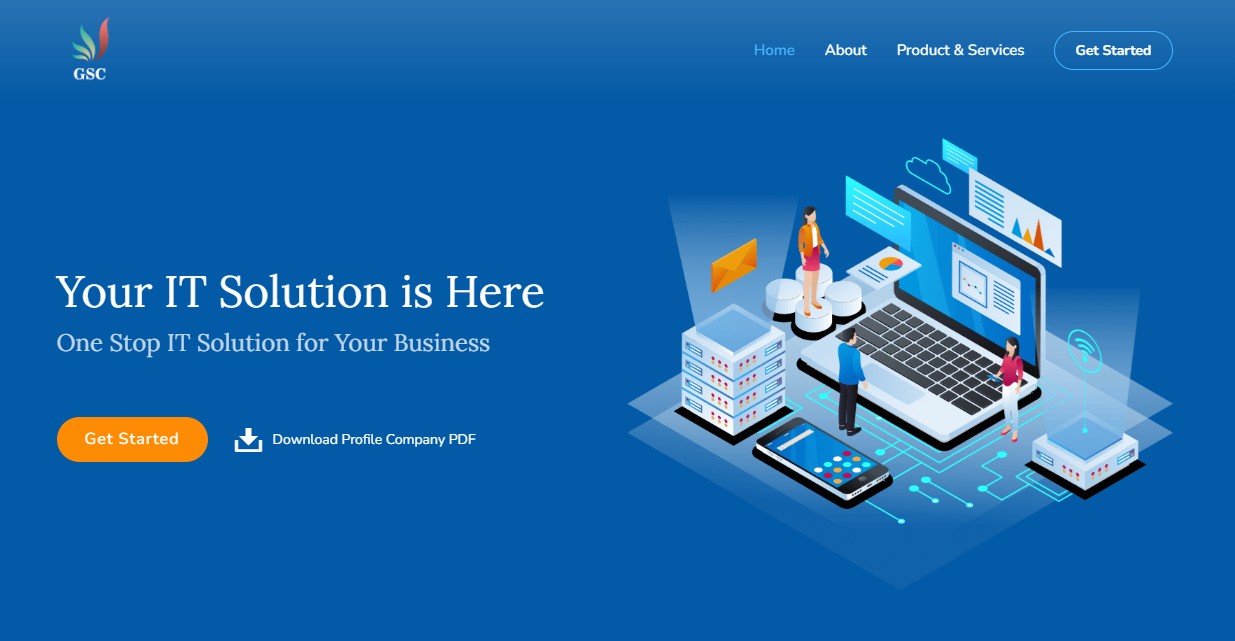 GSC
Home
About
Product & Services
Get Started
Your IT Solution is Here
One Stop IT Solution for Your Business
Get Started
Download Profile Company PDF